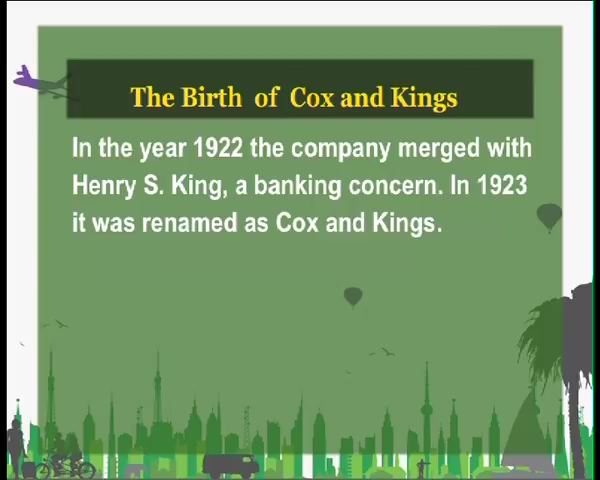 The Birth of Cox and Kings
In the year 1922 the company merged with
Henry S. King, a banking concern. In 1923
it was renamed as Cox and Kings.